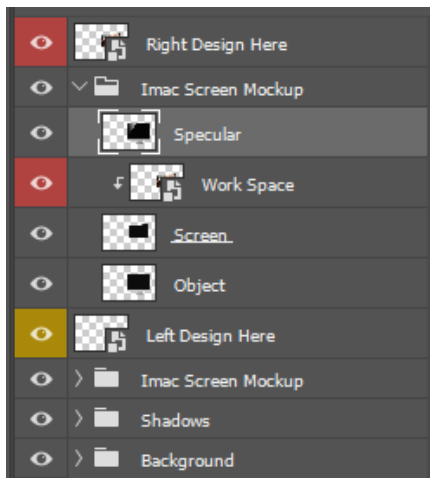 Right Design Here
Imac Screen Mockup
Specular
Work Space
Screen
Object
Left Design Here
Imac Screen Mockup
Shadows
Background